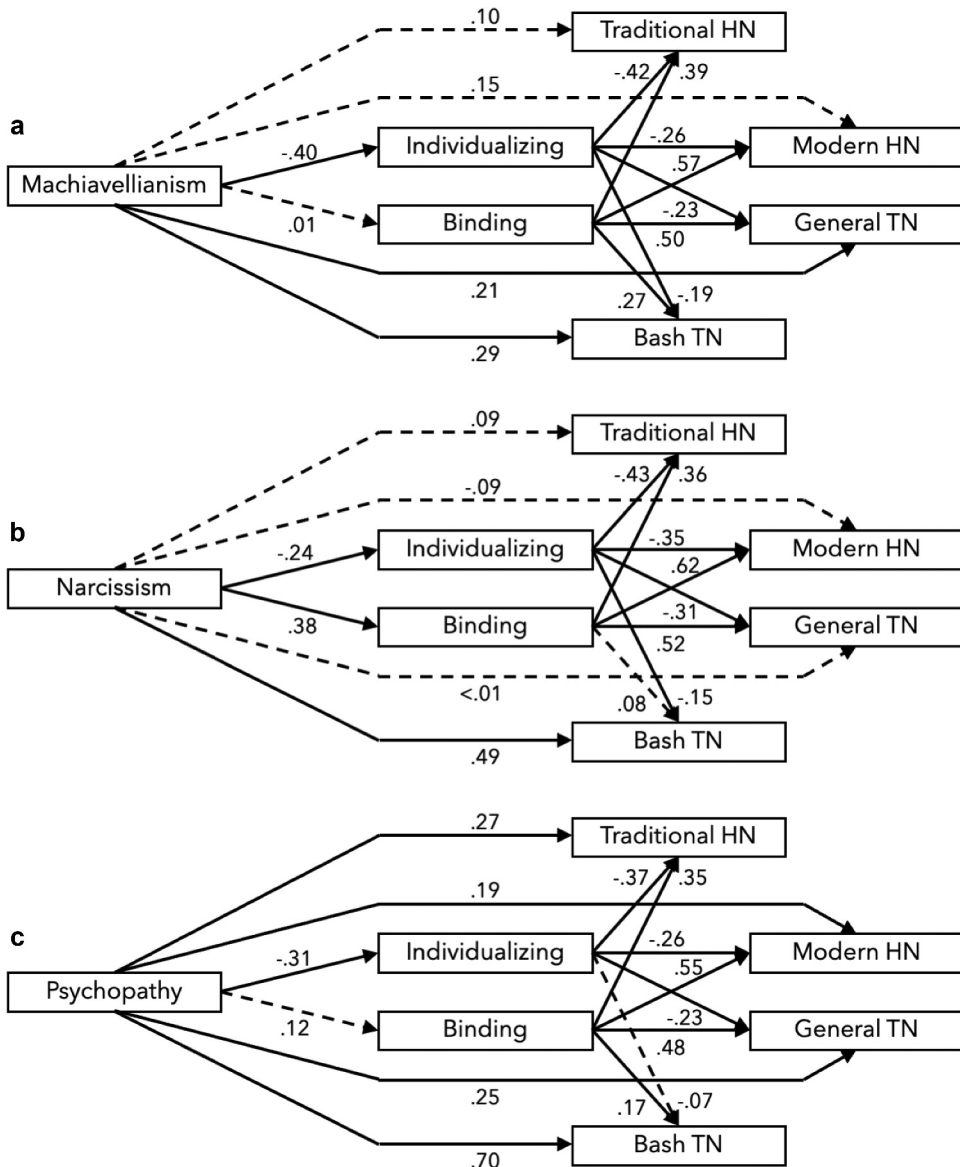 .10
Traditional HN
-.42
.39
.15
a
-.40
Individualizing
-.26
Modern HN
Machiavellianism
.57
.01
Binding
-.23
General TN
.50
.21
.27
-.19
.29
Bash TN
.09
Traditional HN
-.43
.36
-.09
b
-.24
Individualizing
-.35
Modern HN
Narcissism
.62
.38
Binding
-.31
General TN
.52
<.01
.08
-.15
.49
Bash TN
.27
Traditional HN
-.37
.35
.19
c
-.31
Individualizing
-.26
Modern HN
Psychopathy
.55
.12
Binding
-.23
General TN
.48
.25
.17
-.07
.70
Bash TN